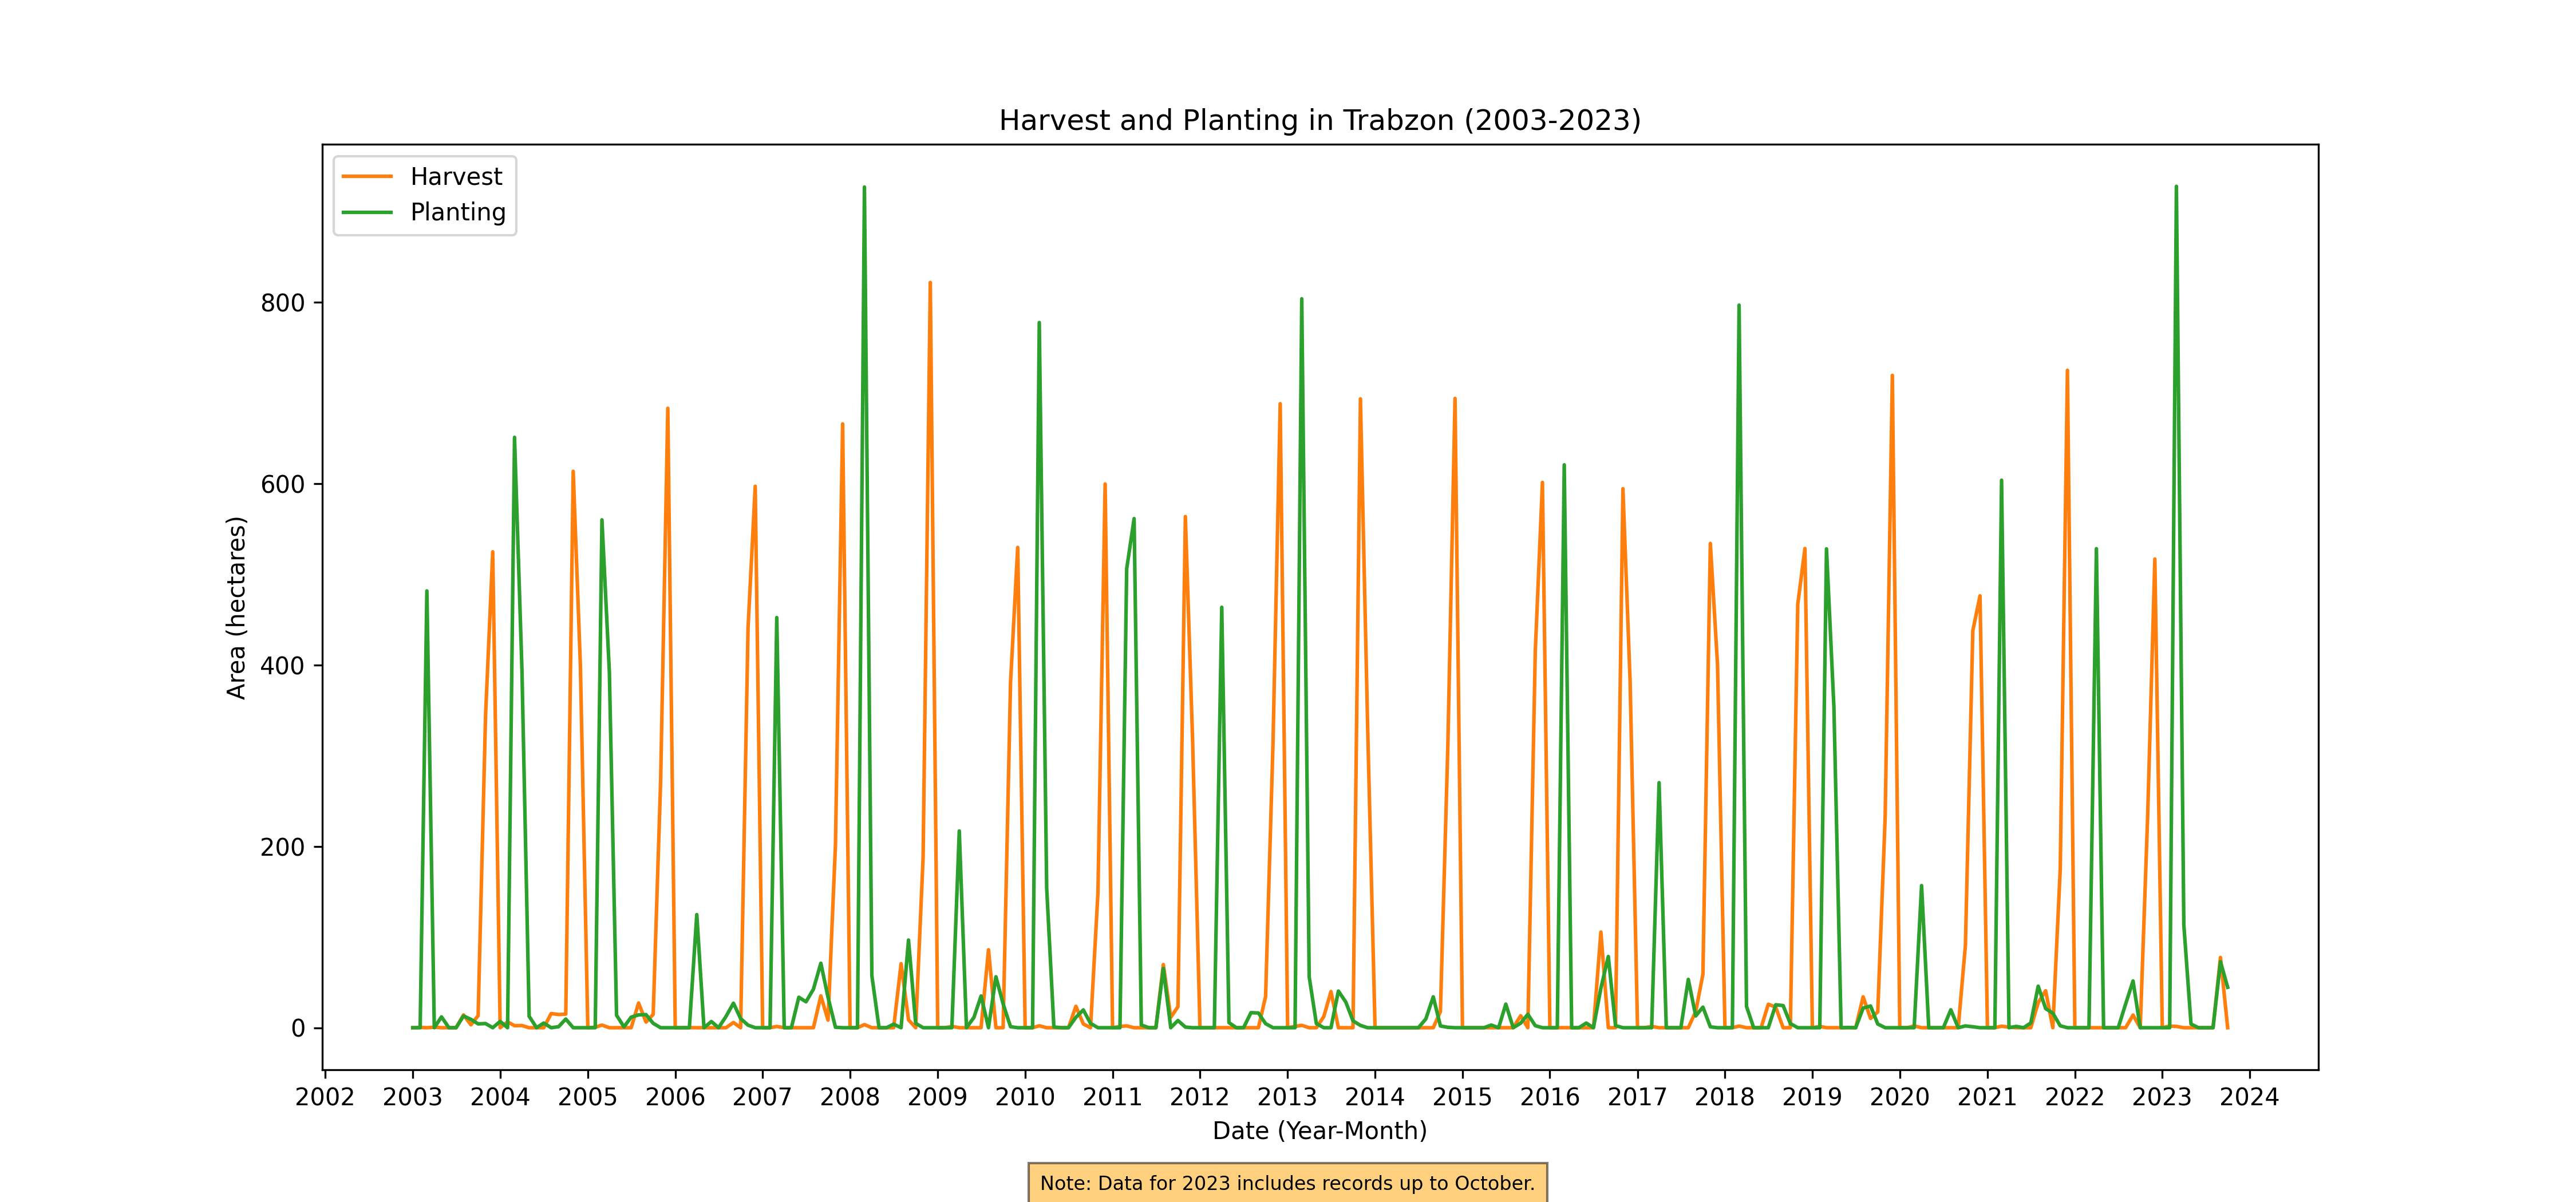 Harvest and Planting in Trabzon (2003-2023)
Harvest
Planting
Area (hectares)
800
600
400
200
0
2002 2003 2004 2005 2006 2007 2008 2009 2010 2011 2012 2013 2014 2015 2016 2017 2018 2019 2020 2021 2022 2023 2024
Date (Year-Month)
Note: Data for 2023 includes records up to October.